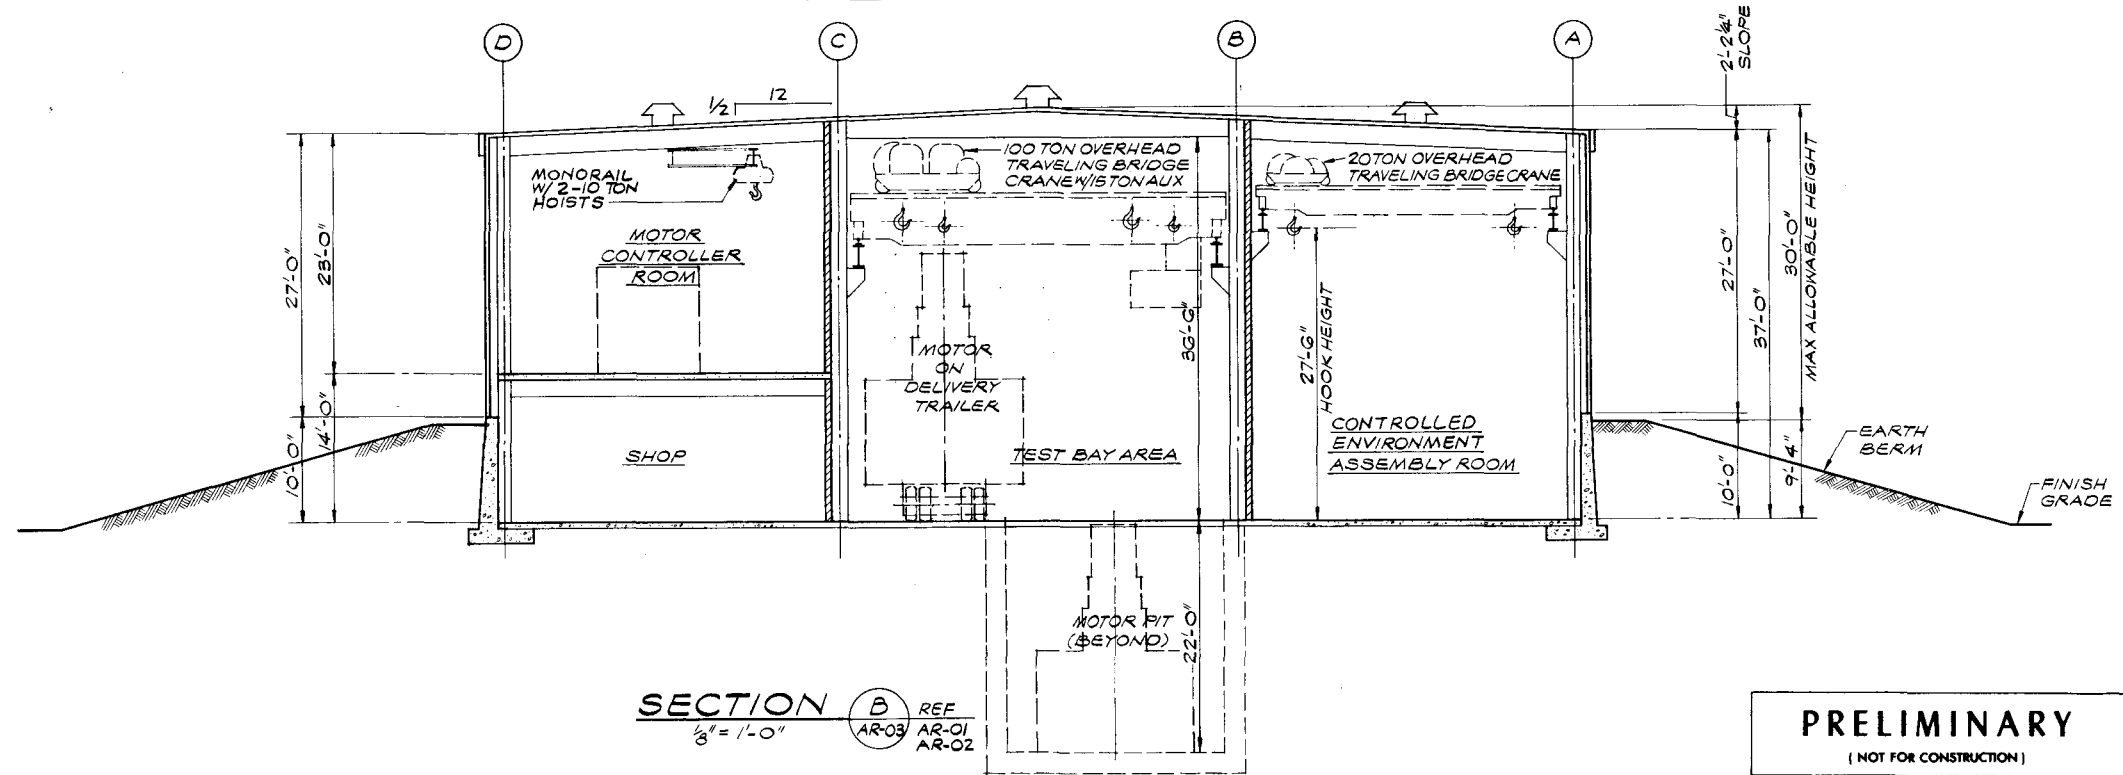 D
C
B
A
2'-2¼"
SLOPE
1/2
12
MONORAIL
W/ 2-10 TON
HOISTS
100 TON OVERHEAD
TRAVELING BRIDGE
CRANE W/15 TON AUX
20 TON OVERHEAD
TRAVELING BRIDGE CRANE
MOTOR
CONTROLLER
ROOM
27'-0"
23'-0"
10'-0"
14'-0"
SHOP
MOTOR
ON
DELIVERY
TRAILER
36'-6"
TEST BAY AREA
27'-6"
HOOK HEIGHT
CONTROLLED
ENVIRONMENT
ASSEMBLY ROOM
27'-0"
37'-0"
30'-0"
MAX ALLOWABLE HEIGHT
10'-0"
9'-4"
EARTH
BERM
FINISH
GRADE
MOTOR PIT
(BEYOND)
22'-0"
SECTION
1/8" = 1'-0"
B
AR-03
REF
AR-01
AR-02
PRELIMINARY
( NOT FOR CONSTRUCTION )